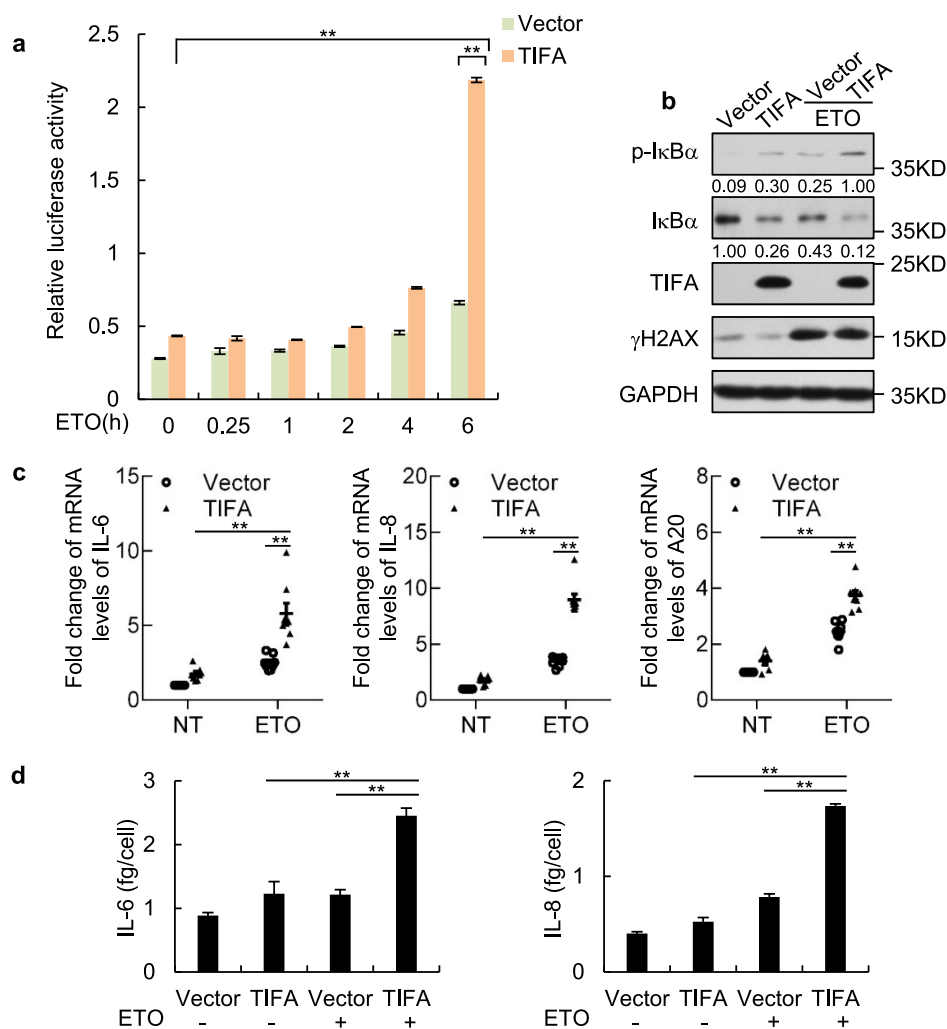 a
Vector
TIFA
**
**
Relative luciferase activity
2.5
2
1.5
1
0.5
0
ETO(h) 0 0.25 1 2 4 6
b
Vector TIFA Vector TIFA
ETO
p-IκBα 35KD
0.09 0.30 0.25 1.00
IκBα 35KD
1.00 0.26 0.43 0.12
25KD
TIFA
γH2AX 15KD
GAPDH 35KD
c
Fold change of mRNA
levels of IL-6
15
10
5
0
Vector
TIFA
**
**
NT ETO
Fold change of mRNA
levels of IL-8
20
15
10
5
0
Vector
TIFA
**
**
NT ETO
Fold change of mRNA
levels of A20
8
6
4
2
0
Vector
TIFA
**
**
NT ETO
d
IL-6 (fg/cell)
3
2
1
0
**
**
Vector TIFA Vector TIFA
ETO - - + +
IL-8 (fg/cell)
2
1
0
**
**
Vector TIFA Vector TIFA
ETO - - + +